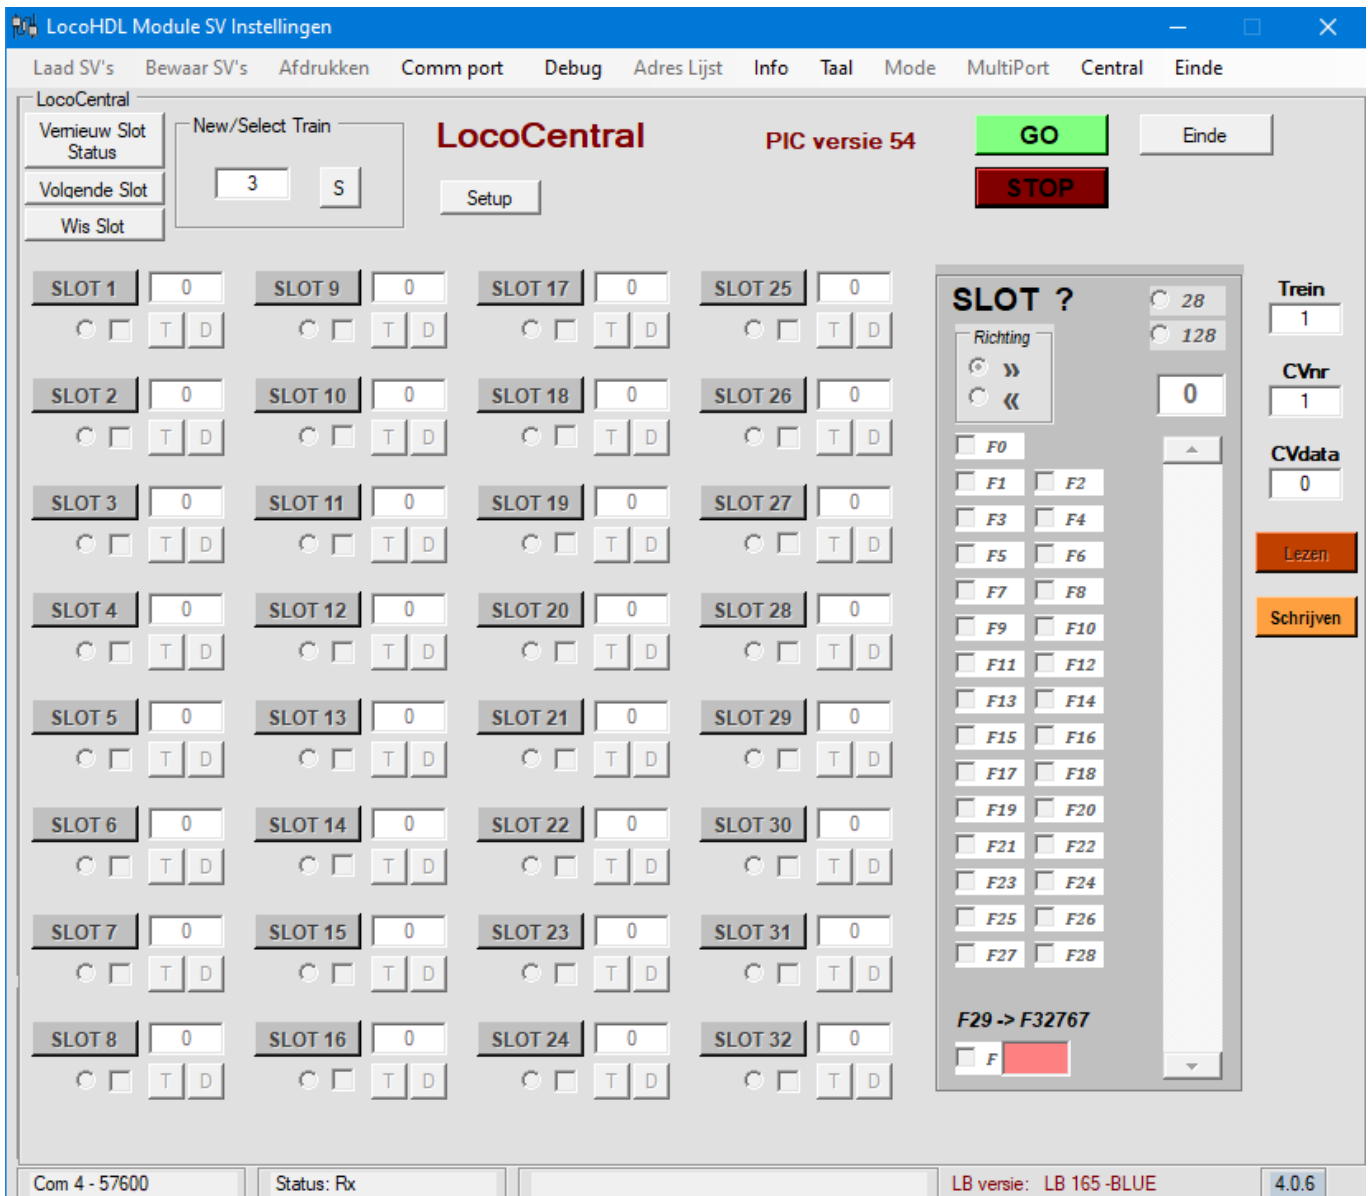 LocoHDL Module SV Instellingen
Laad SV's Bewaar SV's Afdrukken Comm port Debug Adres Lijst Info Taal Mode MultiPort Central Einde
LocoCentral
Vernieuw Slot Status
Volgende Slot
Wis Slot
New/Select Train
3 S
LocoCentral
Setup
PIC versie 54
GO
STOP
Einde
SLOT 1 0 SLOT 9 0 SLOT 17 0 SLOT 25 0
T D T D T D T D
SLOT 2 0 SLOT 10 0 SLOT 18 0 SLOT 26 0
T D T D T D T D
SLOT 3 0 SLOT 11 0 SLOT 19 0 SLOT 27 0
T D T D T D T D
SLOT 4 0 SLOT 12 0 SLOT 20 0 SLOT 28 0
T D T D T D T D
SLOT 5 0 SLOT 13 0 SLOT 21 0 SLOT 29 0
T D T D T D T D
SLOT 6 0 SLOT 14 0 SLOT 22 0 SLOT 30 0
T D T D T D T D
SLOT 7 0 SLOT 15 0 SLOT 23 0 SLOT 31 0
T D T D T D T D
SLOT 8 0 SLOT 16 0 SLOT 24 0 SLOT 32 0
T D T D T D T D
SLOT ?
28
128
Richting
»
«
0
F0
F1 F2
F3 F4
F5 F6
F7 F8
F9 F10
F11 F12
F13 F14
F15 F16
F17 F18
F19 F20
F21 F22
F23 F24
F25 F26
F27 F28
F29 -> F32767
F
Trein
1
CVnr
1
CVdata
0
Lezen
Schrijven
Com 4 - 57600 Status: Rx LB versie: LB 165 -BLUE 4.0.6